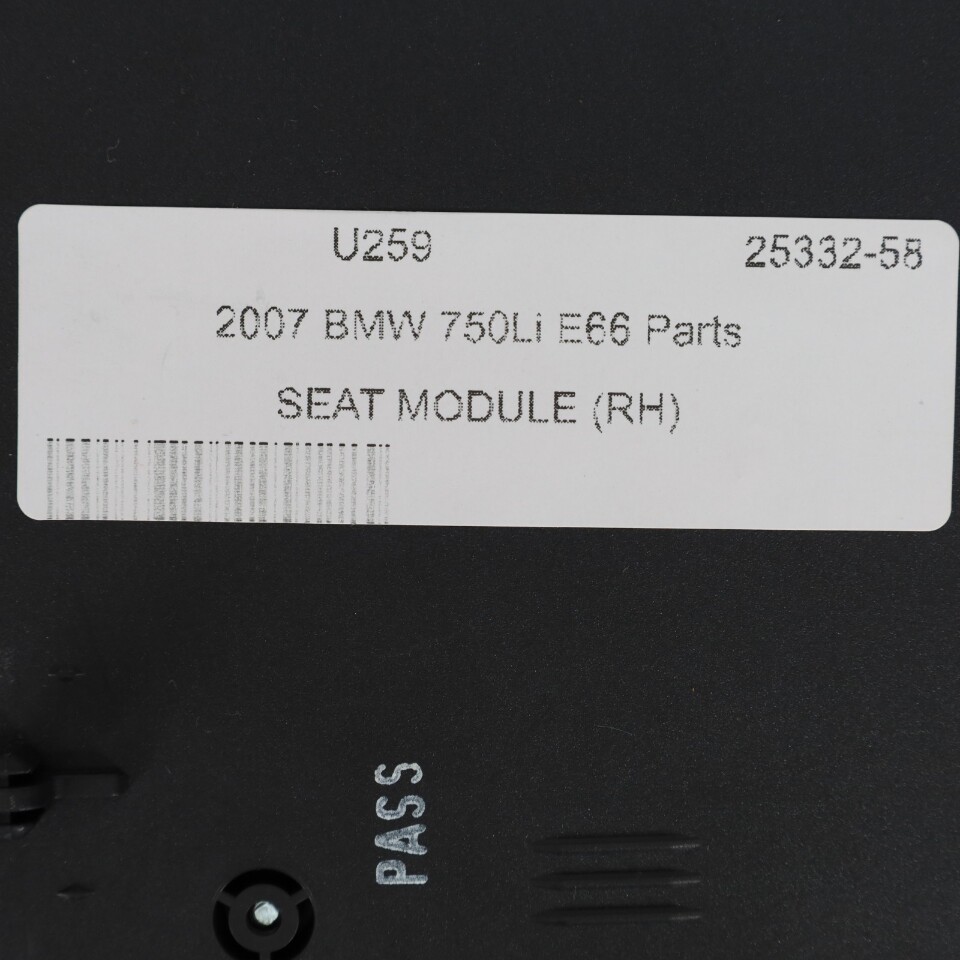 U259 25332-58
2007 BMW 750Li E66 Parts
SEAT MODULE (RH)
PASS